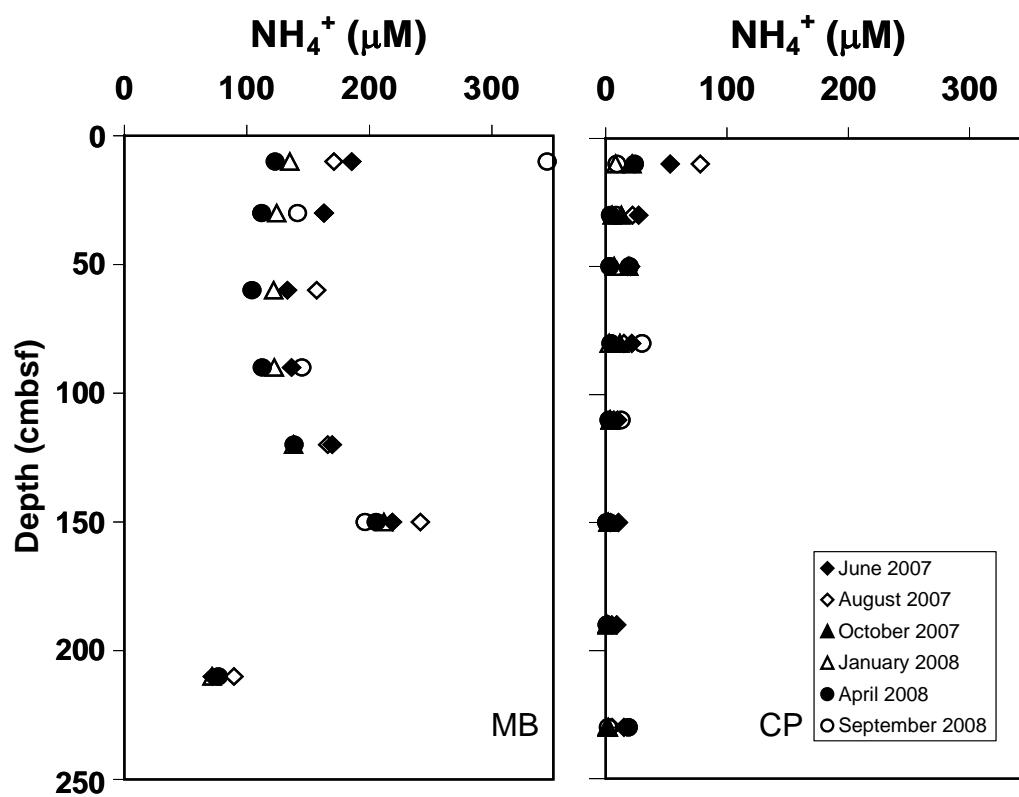 NH₄⁺ (μM)
NH₄⁺ (μM)
0 100 200 300
0 100 200 300
0
50
100
150
200
250
Depth (cmbsf)
MB
CP
June 2007
August 2007
October 2007
January 2008
April 2008
September 2008